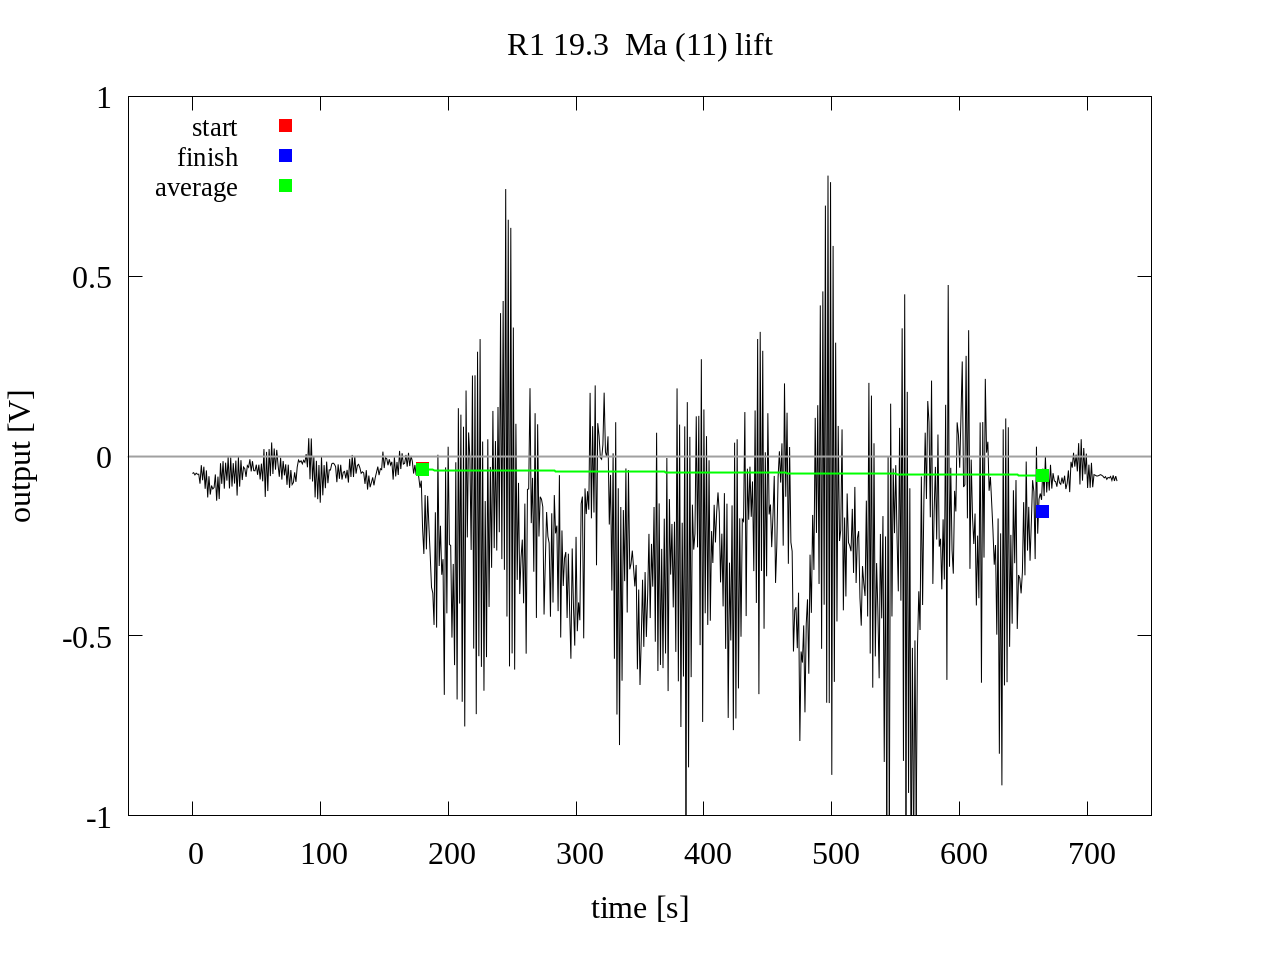 R1 19.3  Ma (11) lift
1
start
finish
average
0.5
0
output [V]
-0.5
-1
0 100 200 300 400 500 600 700
time [s]